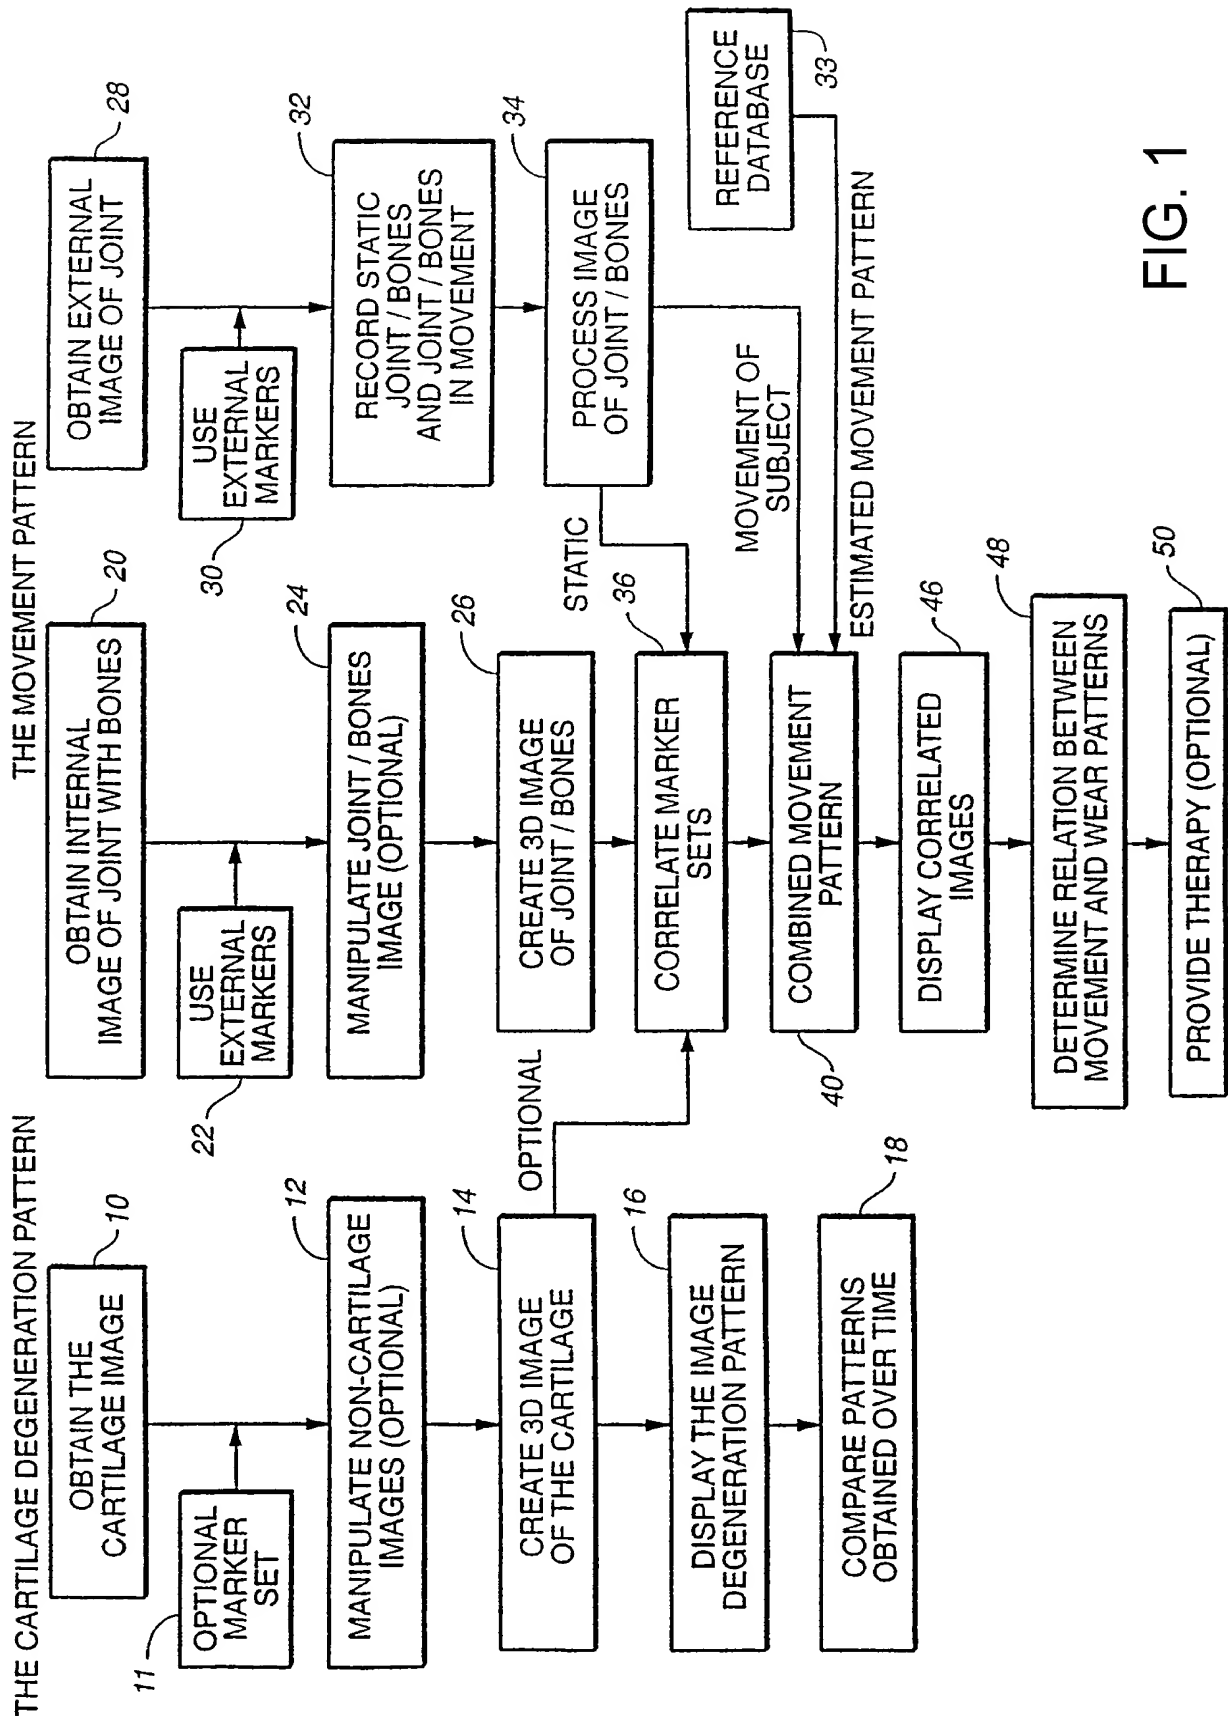 THE CARTILAGE DEGENERATION PATTERN
10
OBTAIN THE
CARTILAGE IMAGE
11
OPTIONAL
MARKER
SET
12
MANIPULATE NON-CARTILAGE
IMAGES (OPTIONAL)
14
CREATE 3D IMAGE
OF THE CARTILAGE
OPTIONAL
16
DISPLAY THE IMAGE
DEGENERATION PATTERN
18
COMPARE PATTERNS
OBTAINED OVER TIME
THE MOVEMENT PATTERN
20
OBTAIN INTERNAL
IMAGE OF JOINT WITH BONES
22
USE
EXTERNAL
MARKERS
24
MANIPULATE JOINT / BONES
IMAGE (OPTIONAL)
26
CREATE 3D IMAGE
OF JOINT / BONES
36
CORRELATE MARKER
SETS
40
COMBINED MOVEMENT
PATTERN
46
DISPLAY CORRELATED
IMAGES
48
DETERMINE RELATION BETWEEN
MOVEMENT AND WEAR PATTERNS
50
PROVIDE THERAPY (OPTIONAL)
28
OBTAIN EXTERNAL
IMAGE OF JOINT
30
USE
EXTERNAL
MARKERS
32
RECORD STATIC
JOINT / BONES
AND JOINT / BONES
IN MOVEMENT
34
PROCESS IMAGE
OF JOINT / BONES
STATIC
MOVEMENT OF
SUBJECT
REFERENCE
DATABASE
33
ESTIMATED MOVEMENT PATTERN
FIG. 1